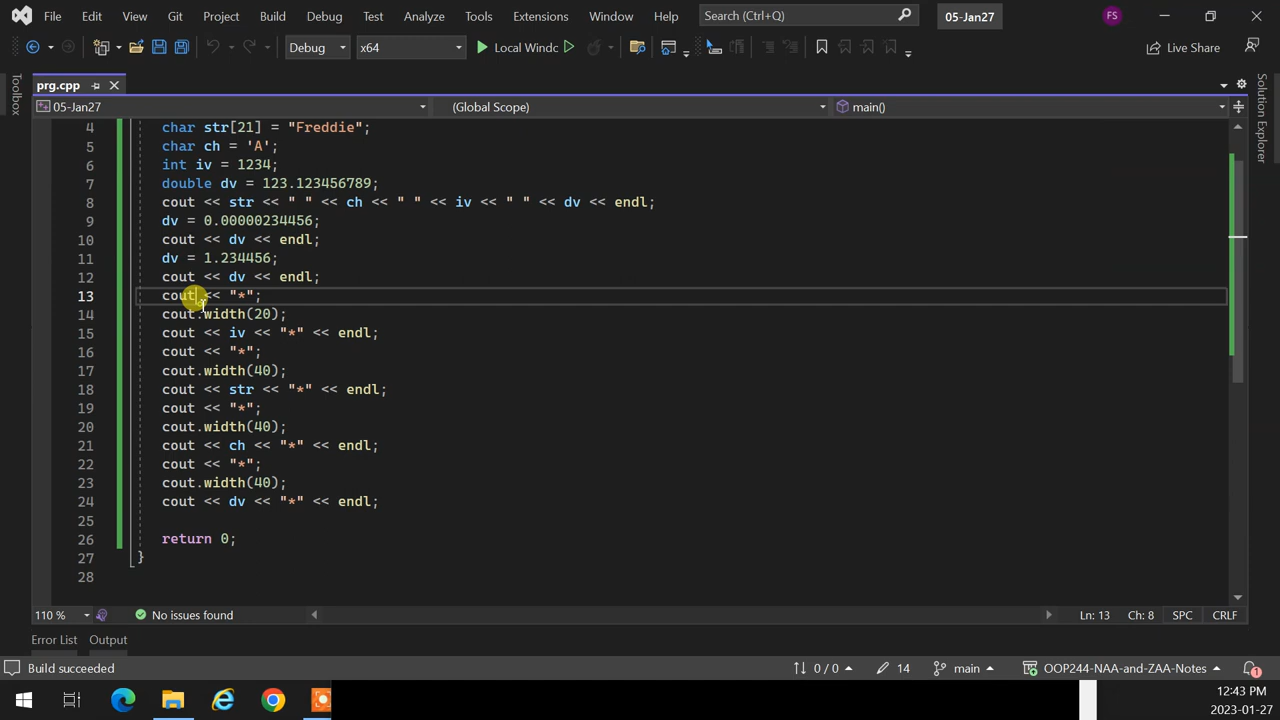 File Edit View Git Project Build Debug Test Analyze Tools Extensions Window Help Search (Ctrl+Q) 05-Jan27 FS
Debug x64 Local Windc Live Share
prg.cpp
05-Jan27 (Global Scope) main()
4 char str[21] = "Freddie";
5 char ch = 'A';
6 int iv = 1234;
7 double dv = 123.123456789;
8 cout << str << " " << ch << " " << iv << " " << dv << endl;
9 dv = 0.00000234456;
10 cout << dv << endl;
11 dv = 1.234456;
12 cout << dv << endl;
13 cout << "*";
14 cout.width(20);
15 cout << iv << "*" << endl;
16 cout << "*";
17 cout.width(40);
18 cout << str << "*" << endl;
19 cout << "*";
20 cout.width(40);
21 cout << ch << "*" << endl;
22 cout << "*";
23 cout.width(40);
24 cout << dv << "*" << endl;
25
26 return 0;
27 }
28
Toolbox
Solution Explorer
110 % No issues found Ln: 13 Ch: 8 SPC CRLF
Error List Output
Build succeeded 0 / 0 14 main OOP244-NAA-and-ZAA-Notes 1
12:43 PM
2023-01-27